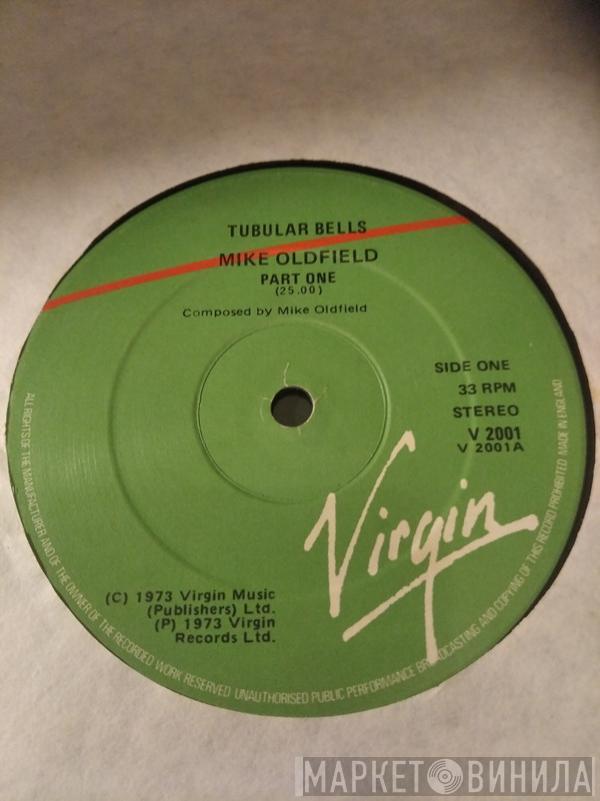 TUBULAR BELLS
MIKE OLDFIELD
PART ONE
(25.00)
Composed by Mike Oldfield
SIDE ONE
33 RPM
STEREO
V 2001
V 2001A
Virgin
(C) 1973 Virgin Music
(Publishers) Ltd.
(P) 1973 Virgin
Records Ltd.
ALL RIGHTS OF THE MANUFACTURER AND OF THE OWNER OF THE RECORDED WORK RESERVED UNAUTHORISED PUBLIC PERFORMANCE BROADCASTING AND COPYING OF THIS RECORD PROHIBITED MADE IN ENGLAND
МАРКЕТ ВИНИЛА